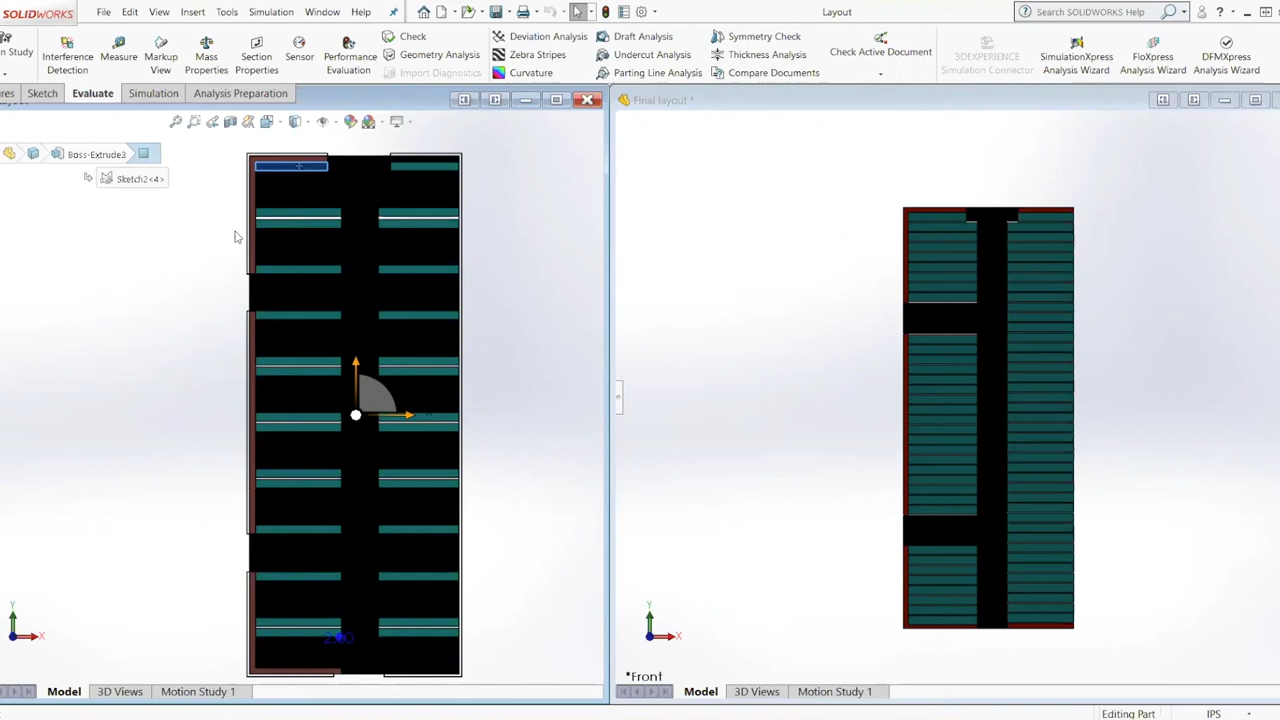 SOLIDWORKS File Edit View Insert Tools Simulation Window Help Layout Search SOLIDWORKS Help
n Study Interference Detection Measure Markup View Mass Properties Section Properties Sensor Performance Evaluation
Check Deviation Analysis Draft Analysis Symmetry Check
Geometry Analysis Zebra Stripes Undercut Analysis Thickness Analysis Check Active Document
Import Diagnostics Curvature Parting Line Analysis Compare Documents
3DEXPERIENCE Simulation Connector SimulationXpress Analysis Wizard FloXpress Analysis Wizard DFMXpress Analysis Wizard
res Sketch Evaluate Simulation Analysis Preparation
Final layout *
Boss-Extrude3
Sketch2<4>
Y
X
Y
X
*Front
Model 3D Views Motion Study 1
Model 3D Views Motion Study 1
Editing Part IPS